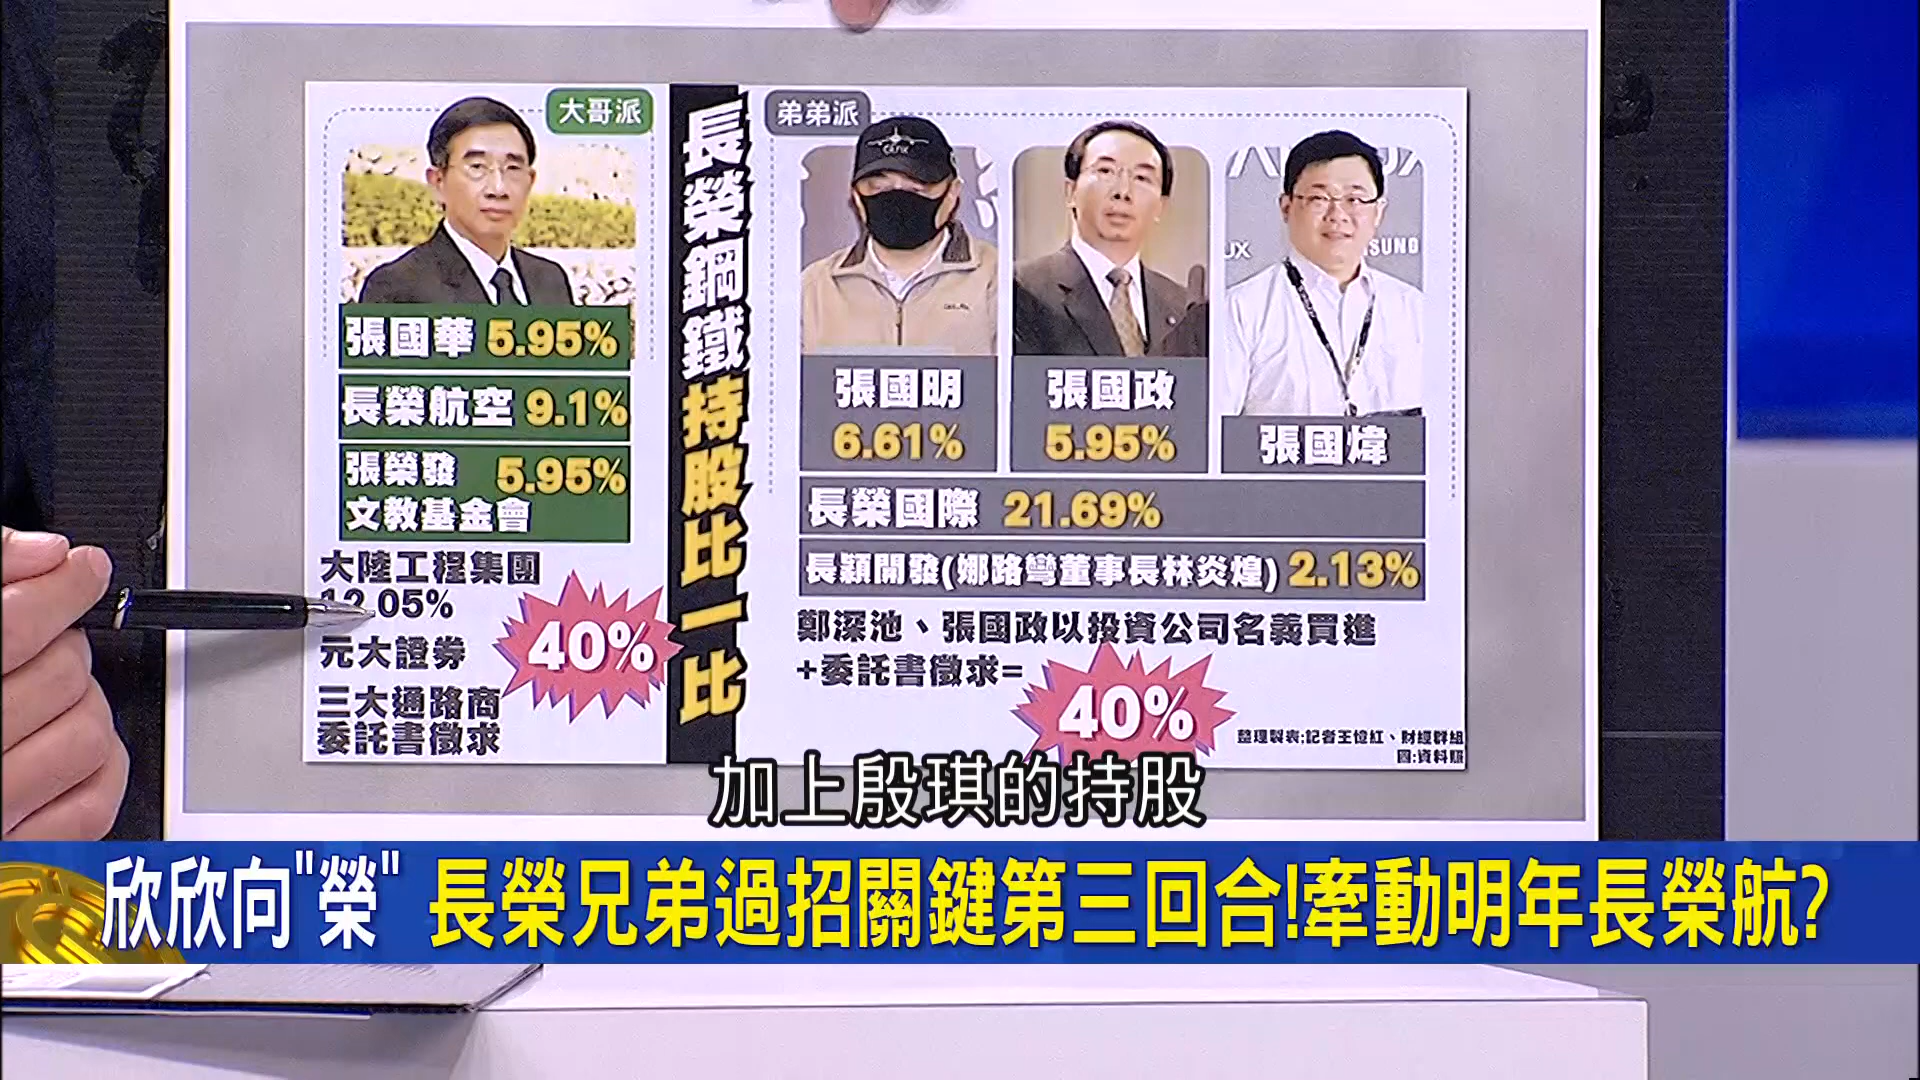 大哥派
張國華 5.95%
長榮航空 9.1%
張榮發 5.95%
文教基金會
大陸工程集團
12.05%
元大證券
三大通路商
委託書徵求
40%
長榮鋼鐵持股比一比
弟弟派
張國明
6.61%
張國政
5.95%
張國煒
長榮國際 21.69%
長穎開發(娜路彎董事長林炎煌) 2.13%
鄭深池、張國政以投資公司名義買進
+委託書徵求=
40%
整理製表:記者王憶紅、財經群組
圖:資料照
加上殷琪的持股
欣欣向"榮" 長榮兄弟過招關鍵第三回合!牽動明年長榮航?